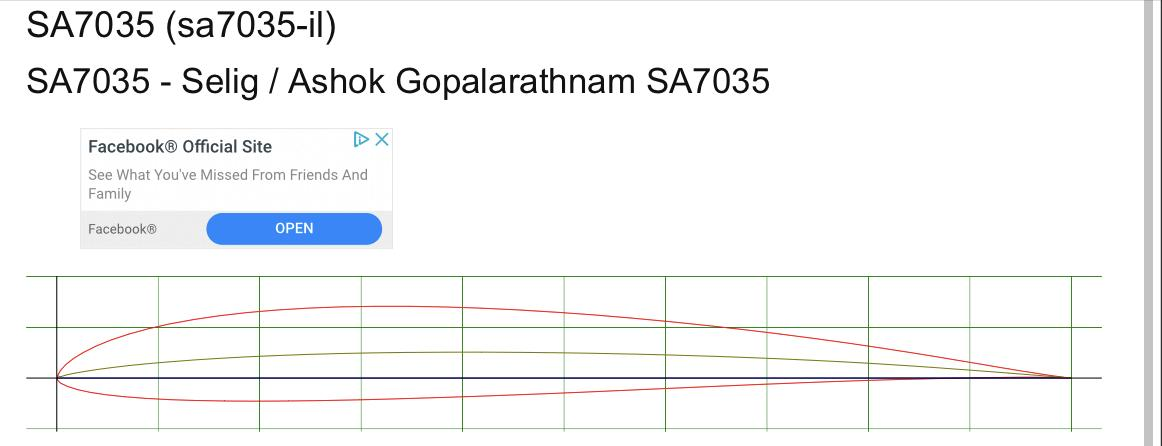 SA7035 (sa7035-il)
SA7035 - Selig / Ashok Gopalarathnam SA7035
Facebook® Official Site
See What You've Missed From Friends And
Family
Facebook®
OPEN